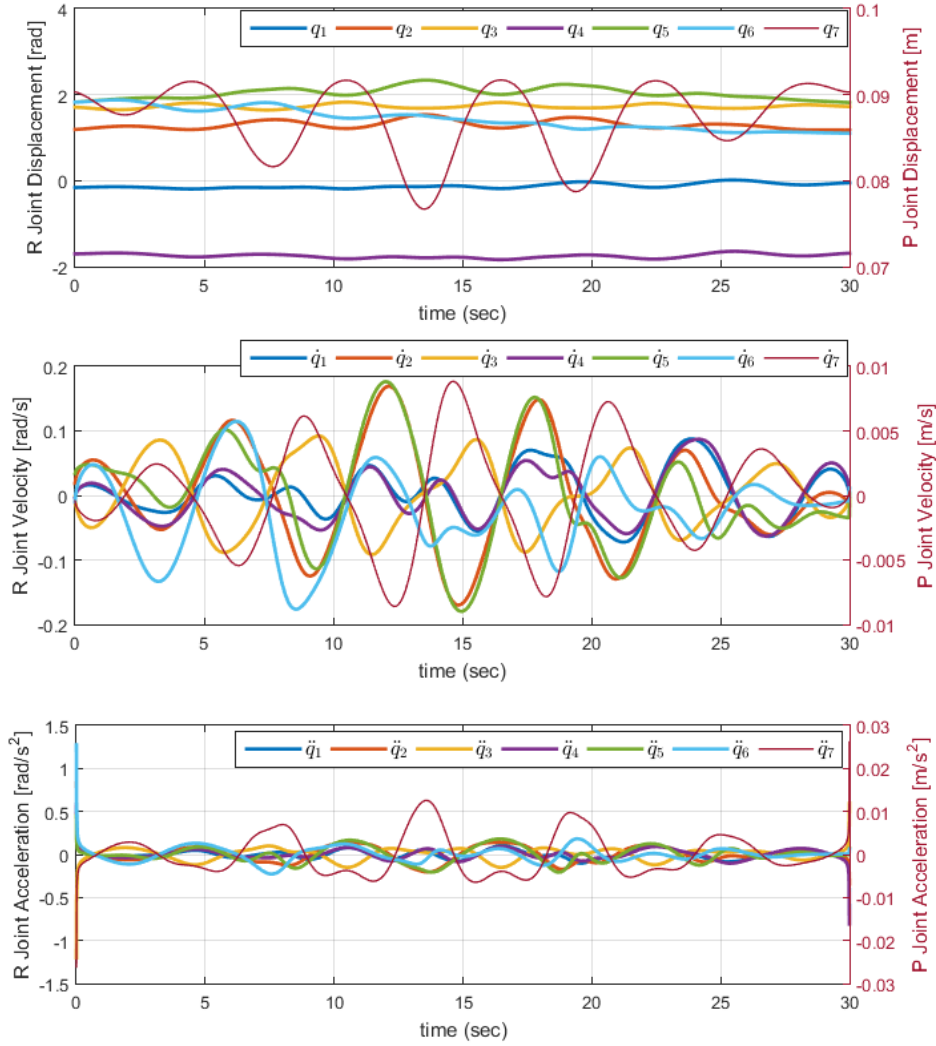 q1 q2 q3 q4 q5 q6 q7
4
2
0
-2
0.1
0.09
0.08
0.07
R Joint Displacement [rad]
P Joint Displacement [m]
0 5 10 15 20 25 30
time (sec)
q̇1 q̇2 q̇3 q̇4 q̇5 q̇6 q̇7
0.2
0.1
0
-0.1
-0.2
0.01
0.005
0
-0.005
-0.01
R Joint Velocity [rad/s]
P Joint Velocity [m/s]
0 5 10 15 20 25 30
time (sec)
q̈1 q̈2 q̈3 q̈4 q̈5 q̈6 q̈7
1.5
1
0.5
0
-0.5
-1
-1.5
0.03
0.02
0.01
0
-0.01
-0.02
-0.03
R Joint Acceleration [rad/s²]
P Joint Acceleration [m/s²]
0 5 10 15 20 25 30
time (sec)